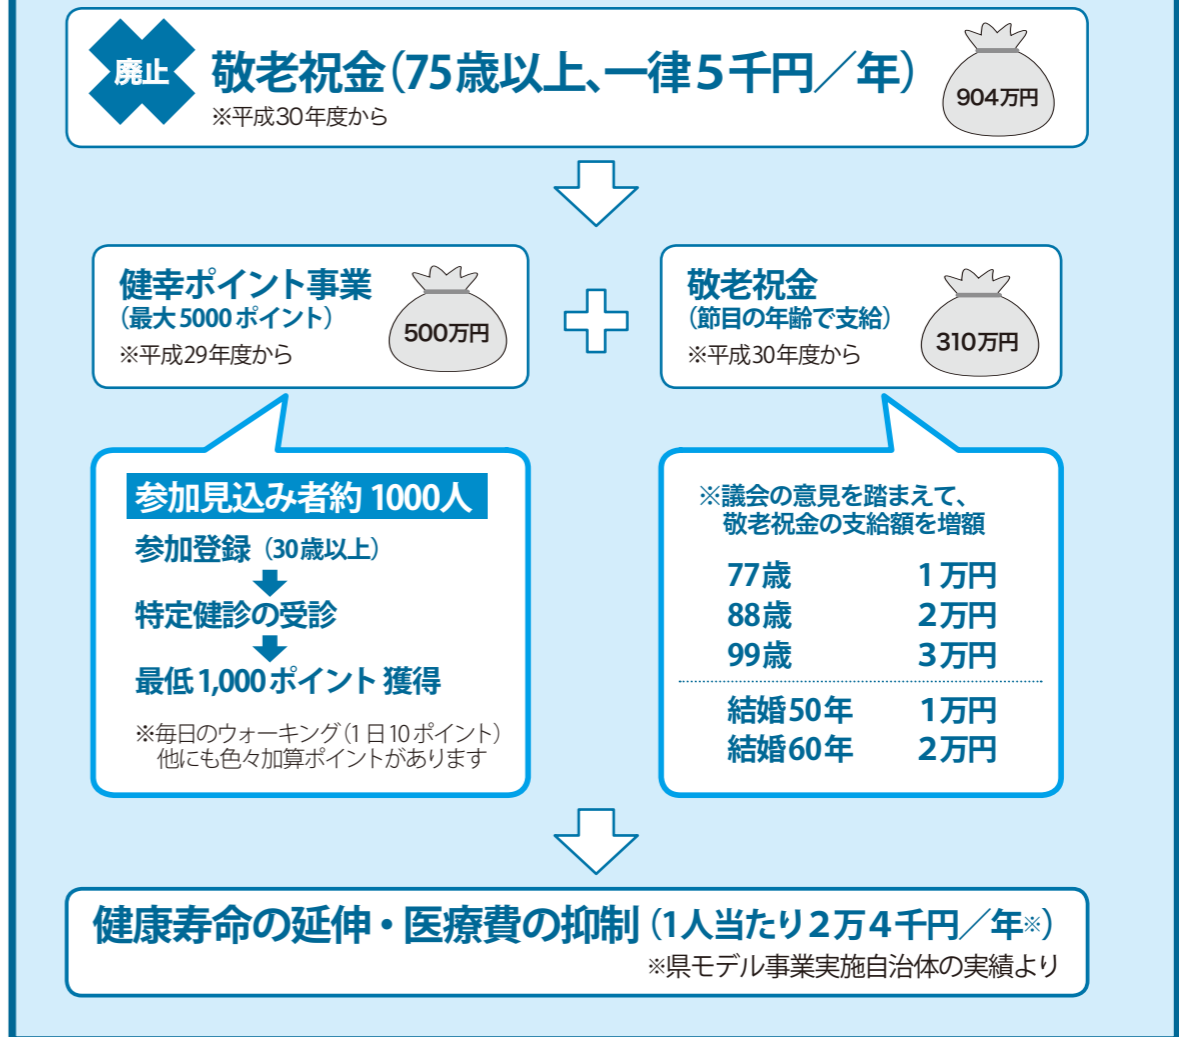 廃止
敬老祝金(75歳以上、一律5千円／年)
※平成30年度から
904万円
健幸ポイント事業
(最大5000ポイント)
※平成29年度から
500万円
敬老祝金
(節目の年齢で支給)
※平成30年度から
310万円
参加見込み者約1000人
参加登録(30歳以上)
特定健診の受診
最低1,000ポイント獲得
※毎日のウォーキング(1日10ポイント)
他にも色々加算ポイントがあります
※議会の意見を踏まえて、
敬老祝金の支給額を増額
77歳 1万円
88歳 2万円
99歳 3万円
結婚50年 1万円
結婚60年 2万円
健康寿命の延伸・医療費の抑制(1人当たり2万4千円／年※)
※県モデル事業実施自治体の実績より